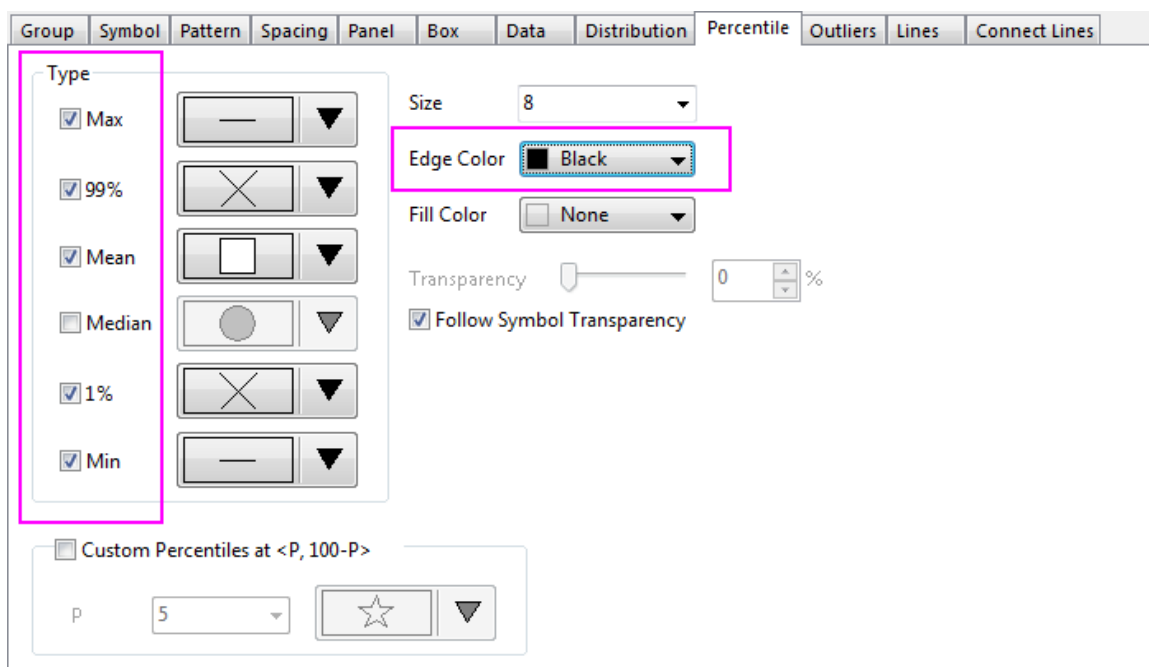 Group Symbol Pattern Spacing Panel Box Data Distribution Percentile Outliers Lines Connect Lines
Type
Max
99%
Mean
Median
1%
Min
Size 8
Edge Color Black
Fill Color None
Transparency 0 %
Follow Symbol Transparency
Custom Percentiles at <P, 100-P>
P 5